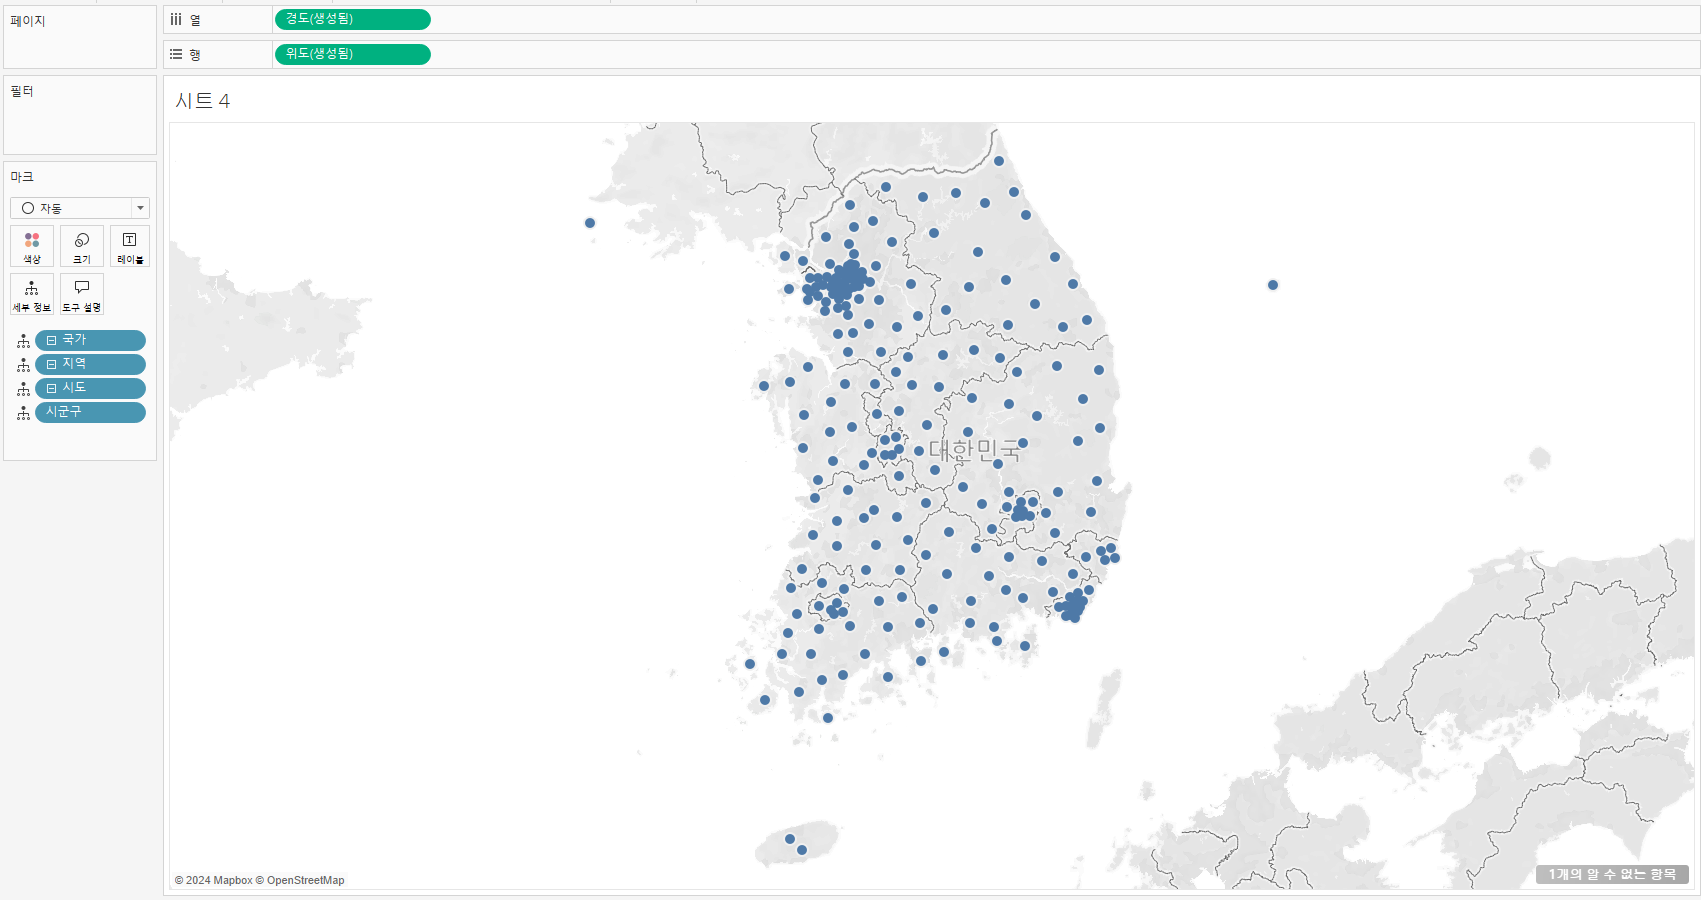 페이지
열
경도(생성됨)
행
위도(생성됨)
필터
시트 4
마크
자동
색상
크기
레이블
세부 정보
도구 설명
국가
지역
시도
시군구
대한민국
© 2024 Mapbox © OpenStreetMap
1개의 알 수 없는 항목